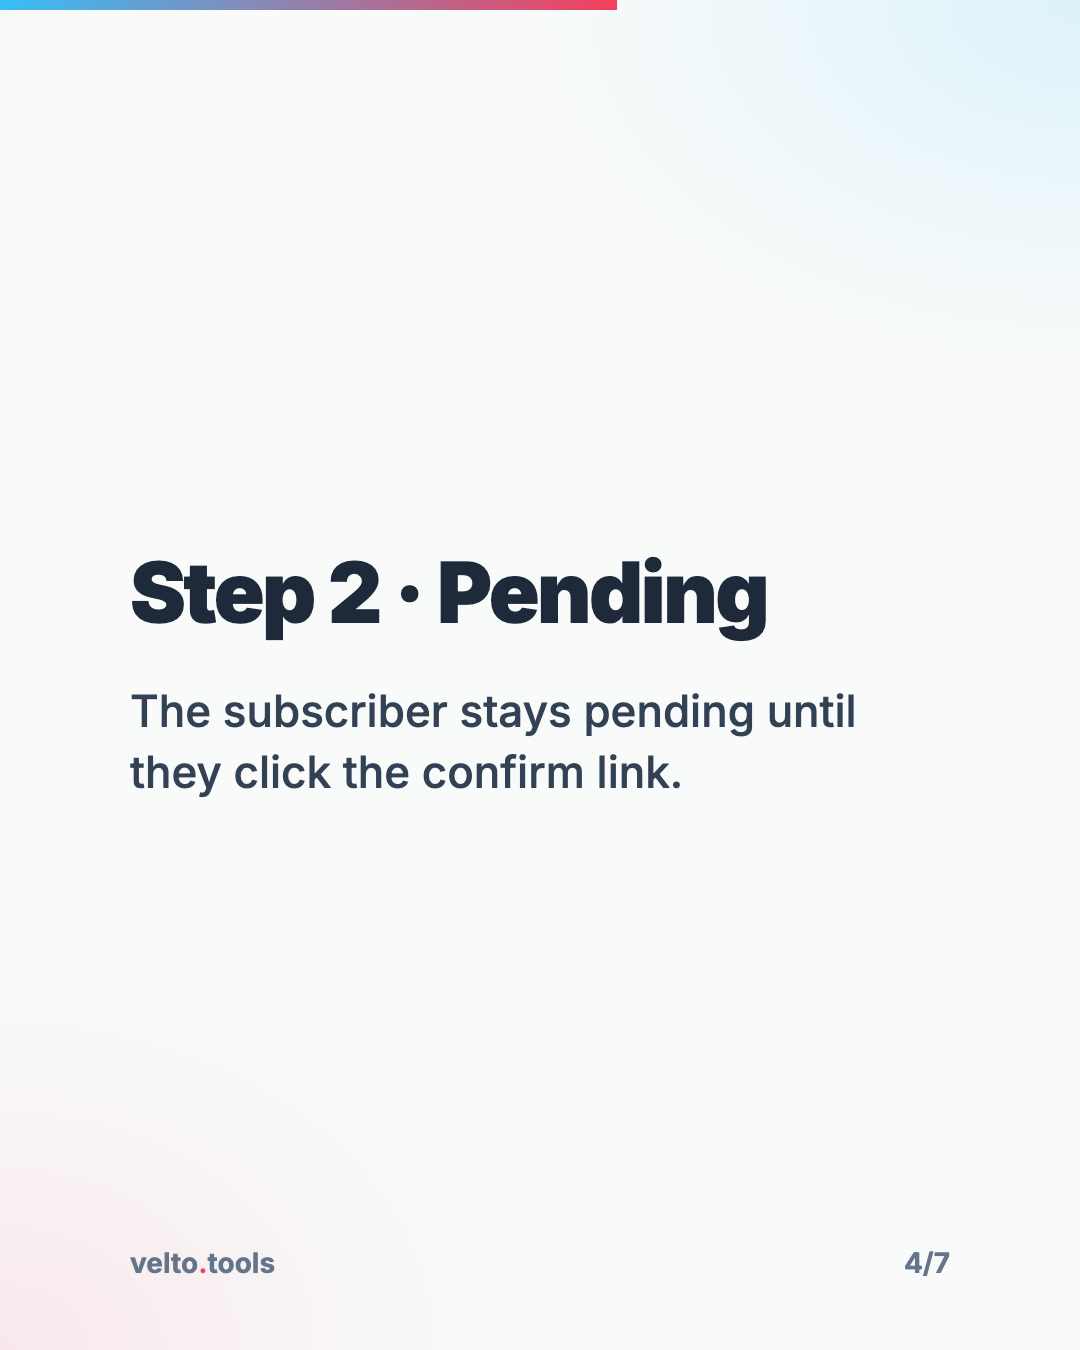 Step 2 · Pending
The subscriber stays pending until
they click the confirm link.
velto.tools
4/7